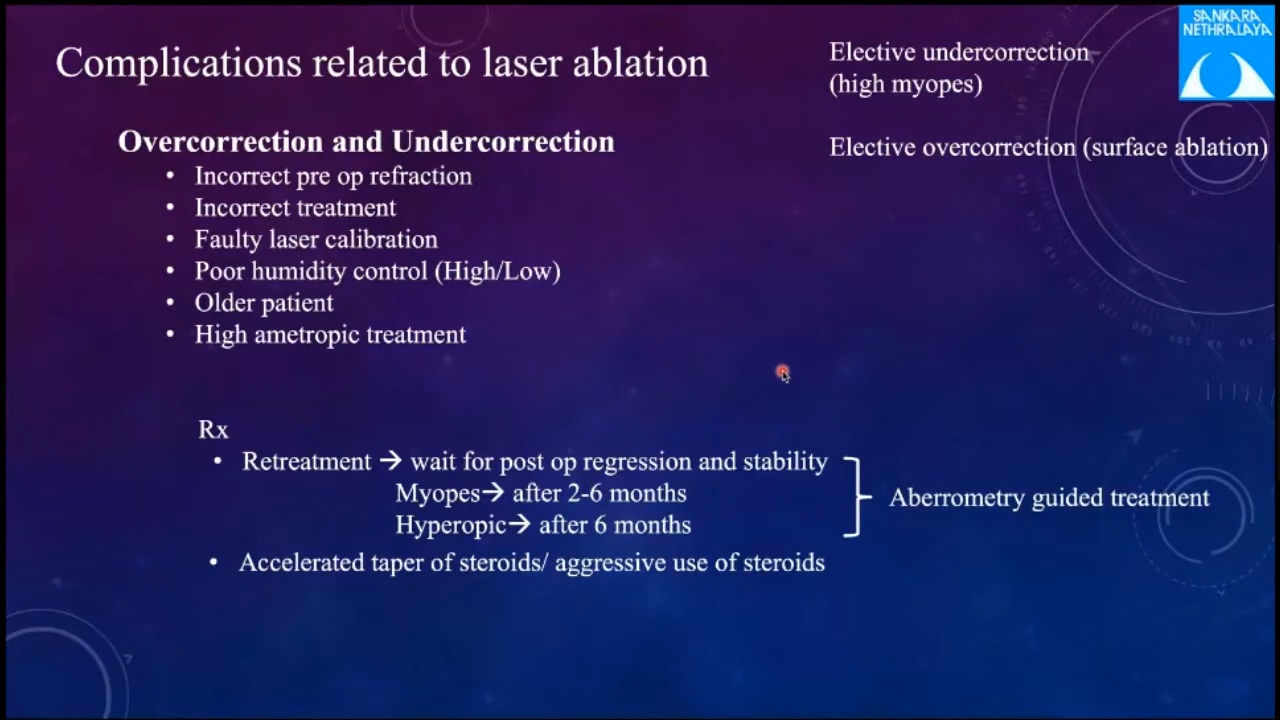 Complications related to laser ablation
Overcorrection and Undercorrection
• Incorrect pre op refraction
• Incorrect treatment
• Faulty laser calibration
• Poor humidity control (High/Low)
• Older patient
• High ametropic treatment
Elective undercorrection
(high myopes)
Elective overcorrection (surface ablation)
SANKARA
NETHRALAYA
Rx
• Retreatment → wait for post op regression and stability
Myopes→ after 2-6 months
Hyperopic→ after 6 months
Aberrometry guided treatment
• Accelerated taper of steroids/ aggressive use of steroids